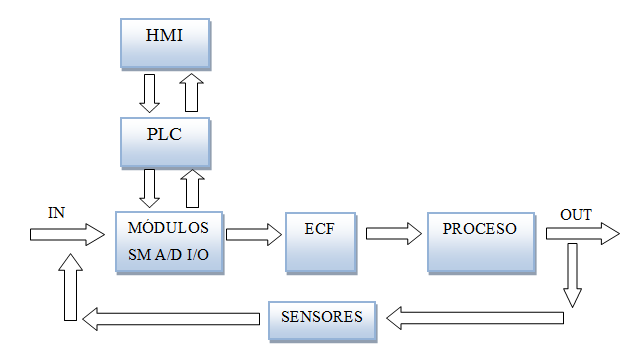 HMI
PLC
IN
MÓDULOS
SM A/D I/O
ECF
PROCESO
OUT
SENSORES